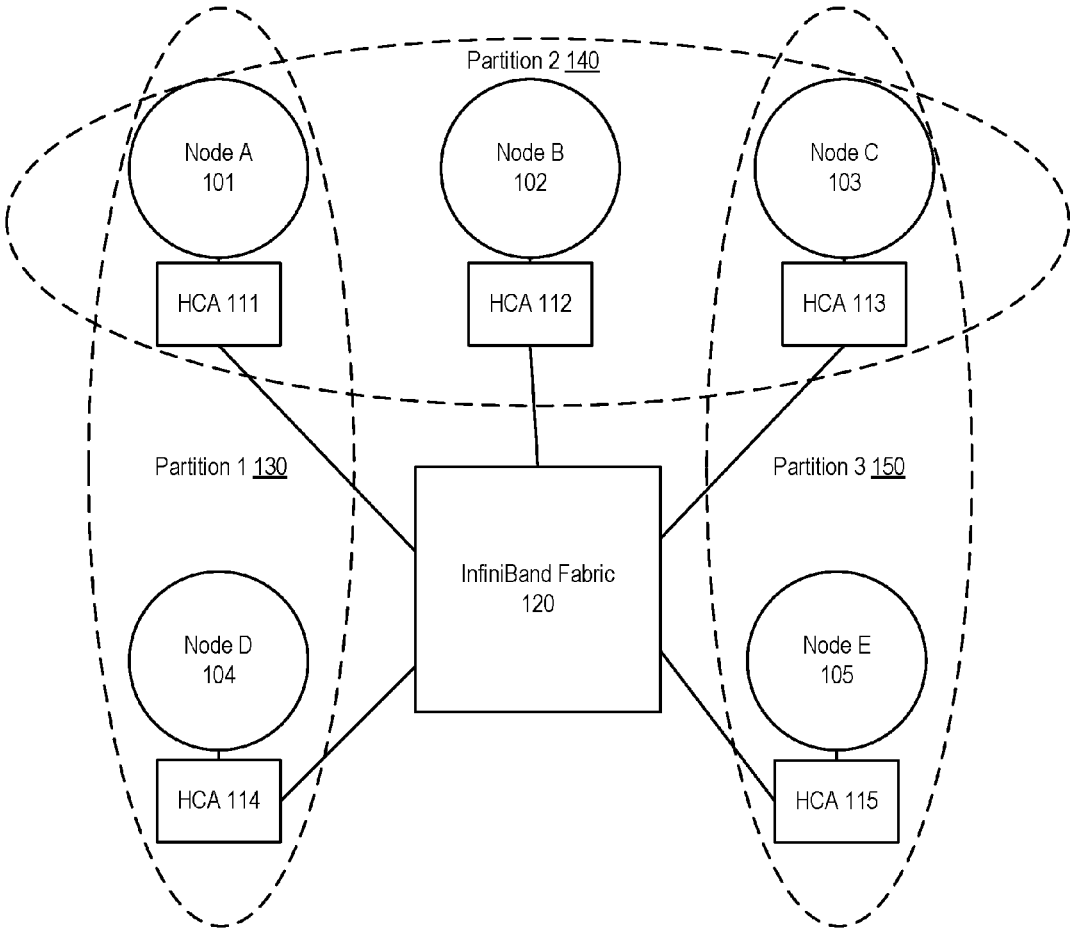 Partition 2 140
Node A
101
Node B
102
Node C
103
HCA 111
HCA 112
HCA 113
Partition 1 130
Partition 3 150
InfiniBand Fabric
120
Node D
104
Node E
105
HCA 114
HCA 115